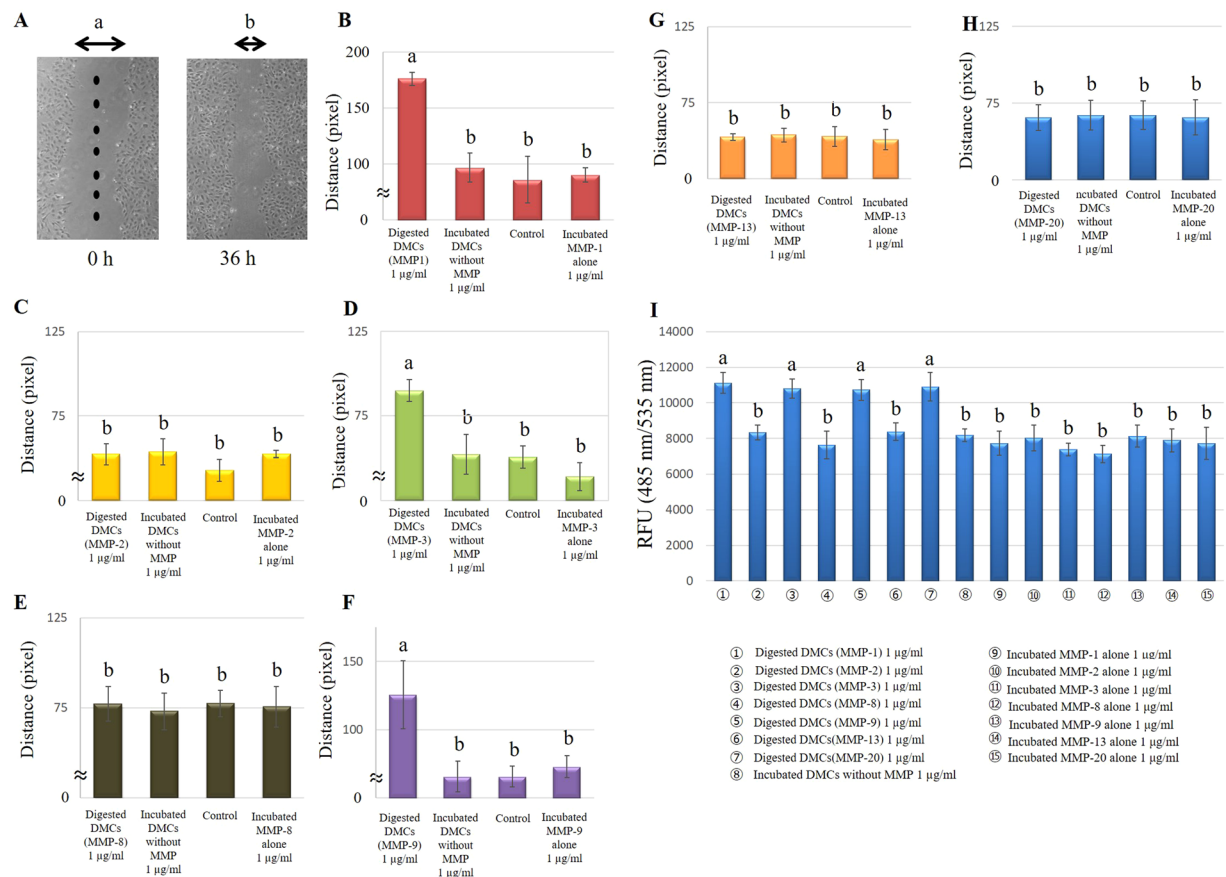 A
a
b
0 h
36 h
B
Distance (pixel)
200
150
100
0
≈
a
b
b
b
Digested
DMCs
(MMP1)
1 µg/ml
Incubated
DMCs
without
MMP
1 µg/ml
Control
Incubated
MMP-1
alone
1 µg/ml
C
Distance (pixel)
125
75
0
≈
b
b
b
b
Digested
DMCs
(MMP-2)
1 µg/ml
Incubated
DMCs
without
MMP
1 µg/ml
Control
Incubated
MMP-2
alone
1 µg/ml
D
Distance (pixel)
125
75
0
≈
a
b
b
b
Digested
DMCs
(MMP-3)
1 µg/ml
Incubated
DMCs
without
MMP
1 µg/ml
Control
Incubated
MMP-3
alone
1 µg/ml
E
Distance (pixel)
125
75
0
≈
b
b
b
b
Digested
DMCs
(MMP-8)
1 µg/ml
Incubated
DMCs
without
MMP
1 µg/ml
Control
Incubated
MMP-8
alone
1 µg/ml
F
Distance (pixel)
150
100
0
≈
a
b
b
b
Digested
DMCs
(MMP-9)
1 µg/ml
Incubated
DMCs
without
MMP
1 µg/ml
Control
Incubated
MMP-9
alone
1 µg/ml
G
Distance (pixel)
125
75
0
b
b
b
b
Digested
DMCs
(MMP-13)
1 µg/ml
Incubated
DMCs
without
MMP
1 µg/ml
Control
Incubated
MMP-13
alone
1 µg/ml
H
Distance (pixel)
125
75
0
b
b
b
b
Digested
DMCs
(MMP-20)
1 µg/ml
ncubated
DMCs
without
MMP
1 µg/ml
Control
Incubated
MMP-20
alone
1 µg/ml
I
RFU (485 nm/535 nm)
14000
12000
10000
8000
6000
4000
2000
0
a
b
a
b
a
b
a
b
b
b
b
b
b
b
b
① ② ③ ④ ⑤ ⑥ ⑦ ⑧ ⑨ ⑩ ⑪ ⑫ ⑬ ⑭ ⑮
① Digested DMCs (MMP-1) 1 µg/ml
② Digested DMCs (MMP-2) 1 µg/ml
③ Digested DMCs (MMP-3) 1 µg/ml
④ Digested DMCs (MMP-8) 1 µg/ml
⑤ Digested DMCs (MMP-9) 1 µg/ml
⑥ Digested DMCs(MMP-13) 1 µg/ml
⑦ Digested DMCs(MMP-20) 1 µg/ml
⑧ Incubated DMCs without MMP 1 µg/ml
⑨ Incubated MMP-1 alone 1 µg/ml
⑩ Incubated MMP-2 alone 1 µg/ml
⑪ Incubated MMP-3 alone 1 µg/ml
⑫ Incubated MMP-8 alone 1 µg/ml
⑬ Incubated MMP-9 alone 1 µg/ml
⑭ Incubated MMP-13 alone 1 µg/ml
⑮ Incubated MMP-20 alone 1 µg/ml